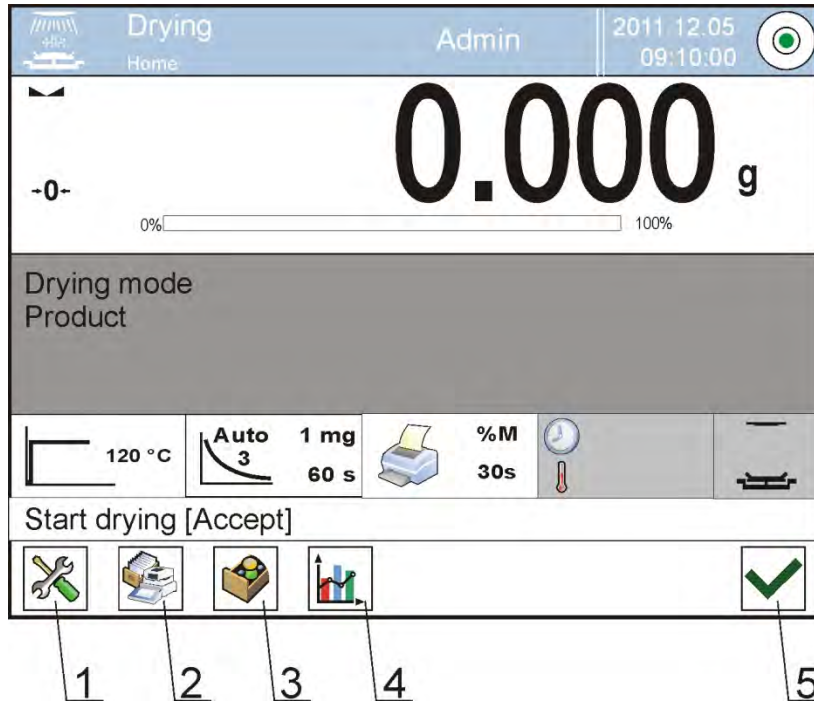 Drying
Home
Admin
2011.12.05
09:10:00
0.000 g
→0←
0% 100%
Drying mode
Product
120 °C
Auto 1 mg
3
60 s
%M
30s
Start drying [Accept]
1 2 3 4 5